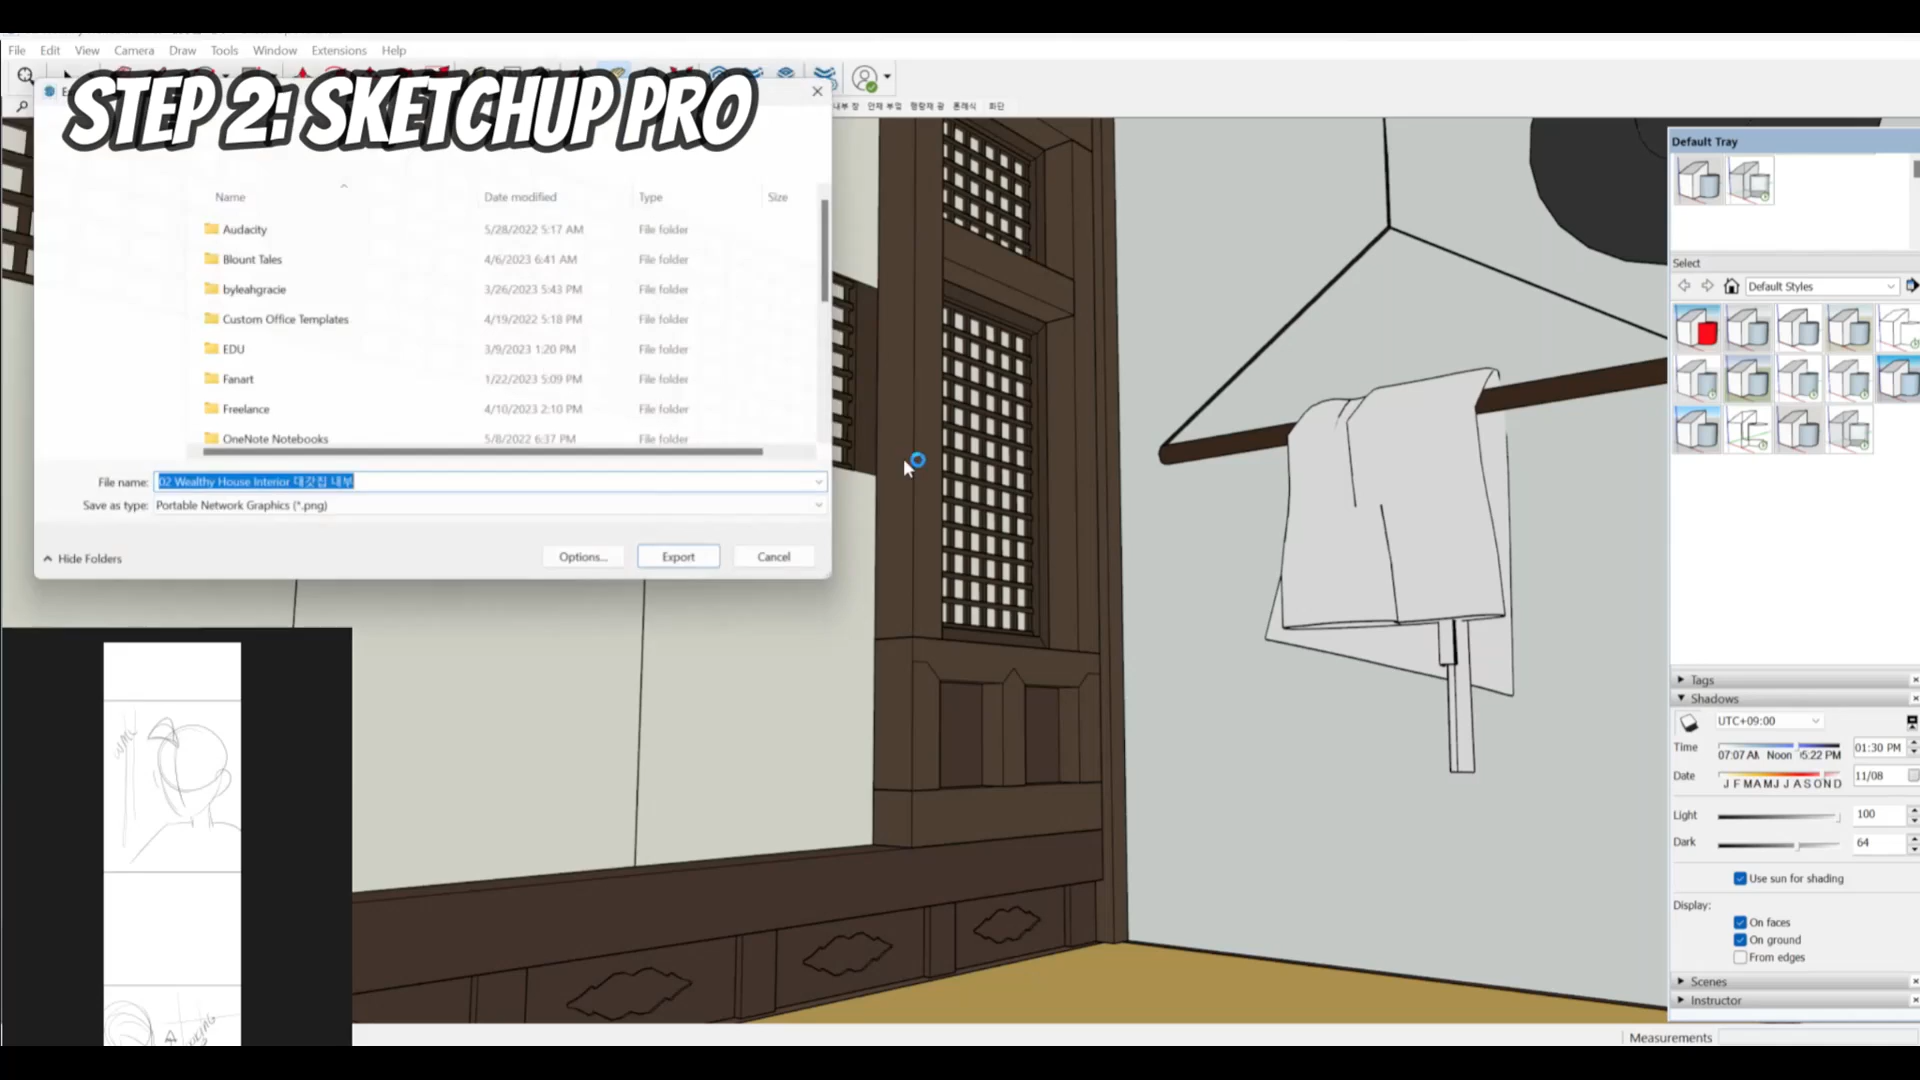 File Edit View Camera Draw Tools Window Extensions Help
STEP 2: SKETCHUP PRO
Default Tray
Name Date modified Type Size
Audacity 5/28/2022 5:17 AM File folder
Blount Tales 4/6/2023 6:41 AM File folder
byleahgracie 3/26/2023 5:43 PM File folder
Custom Office Templates 4/19/2022 5:18 PM File folder
EDU 3/9/2023 1:20 PM File folder
Fanart 1/22/2023 5:09 PM File folder
Freelance 4/10/2023 2:10 PM File folder
OneNote Notebooks 5/8/2022 6:37 PM File folder
File name: 02 Wealthy House Interior 대갓집 내부
Save as type: Portable Network Graphics (*.png)
Hide Folders Options... Export Cancel
Select
Default Styles
Tags
Shadows
UTC+09:00
Time 07:07 AM Noon 05:22 PM 01:30 PM
Date J F M A M J J A S O N D 11/08
Light 100
Dark 64
Use sun for shading
Display:
On faces
On ground
From edges
Scenes
Instructor
Measurements